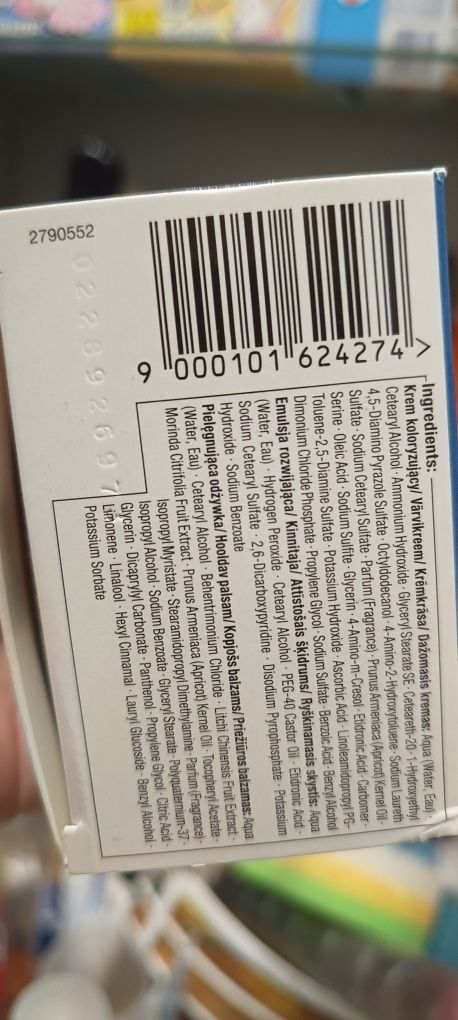 2790552
022892697
9 000101 624274 >
Ingredients:
Krem koloryzujący/ Värvikreem/ Krēmkrāsa/ Dažomasis kremas: Aqua (Water, Eau) ·
Cetearyl Alcohol · Ammonium Hydroxide · Glyceryl Stearate SE · Ceteareth-20 · 1-Hydroxyethyl
4,5-Diamino Pyrazole Sulfate · Octyldodecanol · 4-Amino-2-Hydroxytoluene · Sodium Laureth
Sulfate · Sodium Cetearyl Sulfate · Parfum (Fragrance) · Prunus Armeniaca (Apricot) Kernel Oil ·
Serine · Oleic Acid · Sodium Sulfite · Glycerin · 4-Amino-m-Cresol · Etidronic Acid · Carbomer ·
Toluene-2,5-Diamine Sulfate · Potassium Hydroxide · Ascorbic Acid · Linoleamidopropyl PG-
Dimonium Chloride Phosphate · Propylene Glycol · Sodium Sulfate · Benzoic Acid · Benzyl Alcohol
Emulsja rozwijająca/ Kinnitaja/ Attīstošais šķidrums/ Ryškinamasis skystis: Aqua
(Water, Eau) · Hydrogen Peroxide · Cetearyl Alcohol · PEG-40 Castor Oil · Etidronic Acid ·
Sodium Cetearyl Sulfate · 2,6-Dicarboxypyridine · Disodium Pyrophosphate · Potassium
Hydroxide · Sodium Benzoate
Pielęgnująca odżywka/ Hooldav palsam/ Kopjošs balzams/ Priežiūros balzamas: Aqua
(Water, Eau) · Cetearyl Alcohol · Behentrimonium Chloride · Litchi Chinensis Fruit Extract ·
Morinda Citrifolia Fruit Extract · Prunus Armeniaca (Apricot) Kernel Oil · Tocopheryl Acetate ·
Isopropyl Myristate · Stearamidopropyl Dimethylamine · Parfum (Fragrance) ·
Isopropyl Alcohol · Sodium Benzoate · Glyceryl Stearate · Polyquaternium-37 ·
Glycerin · Dicaprylyl Carbonate · Panthenol · Propylene Glycol · Citric Acid ·
Limonene · Linalool · Hexyl Cinnamal · Lauryl Glucoside · Benzyl Alcohol ·
Potassium Sorbate